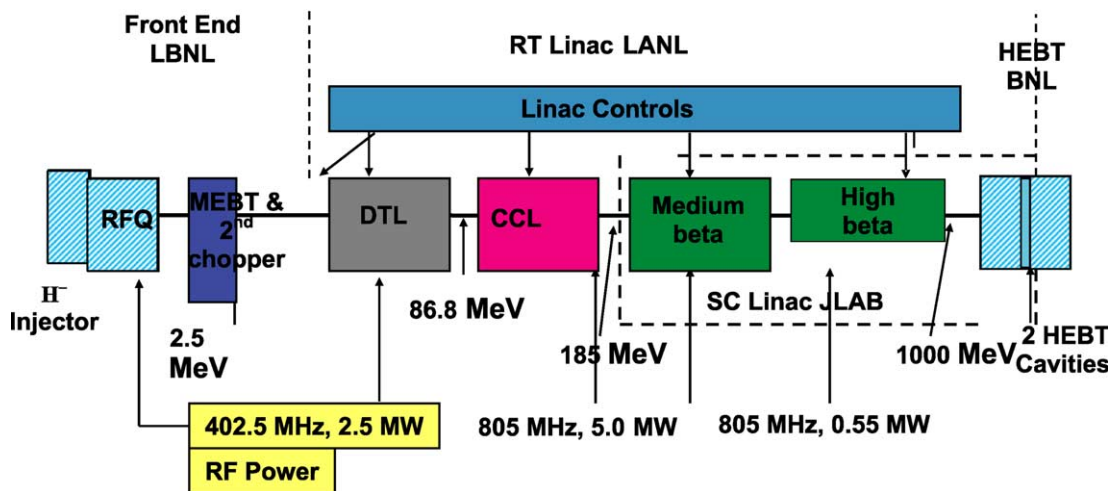 Front End
LBNL
RT Linac LANL
HEBT
BNL
Linac Controls
RFQ
MEBT &
2nd
chopper
DTL
CCL
Medium
beta
High
beta
H⁻
Injector
2.5
MeV
86.8 MeV
185 MeV
SC Linac JLAB
1000 MeV
2 HEBT
Cavities
402.5 MHz, 2.5 MW
805 MHz, 5.0 MW
805 MHz, 0.55 MW
RF Power